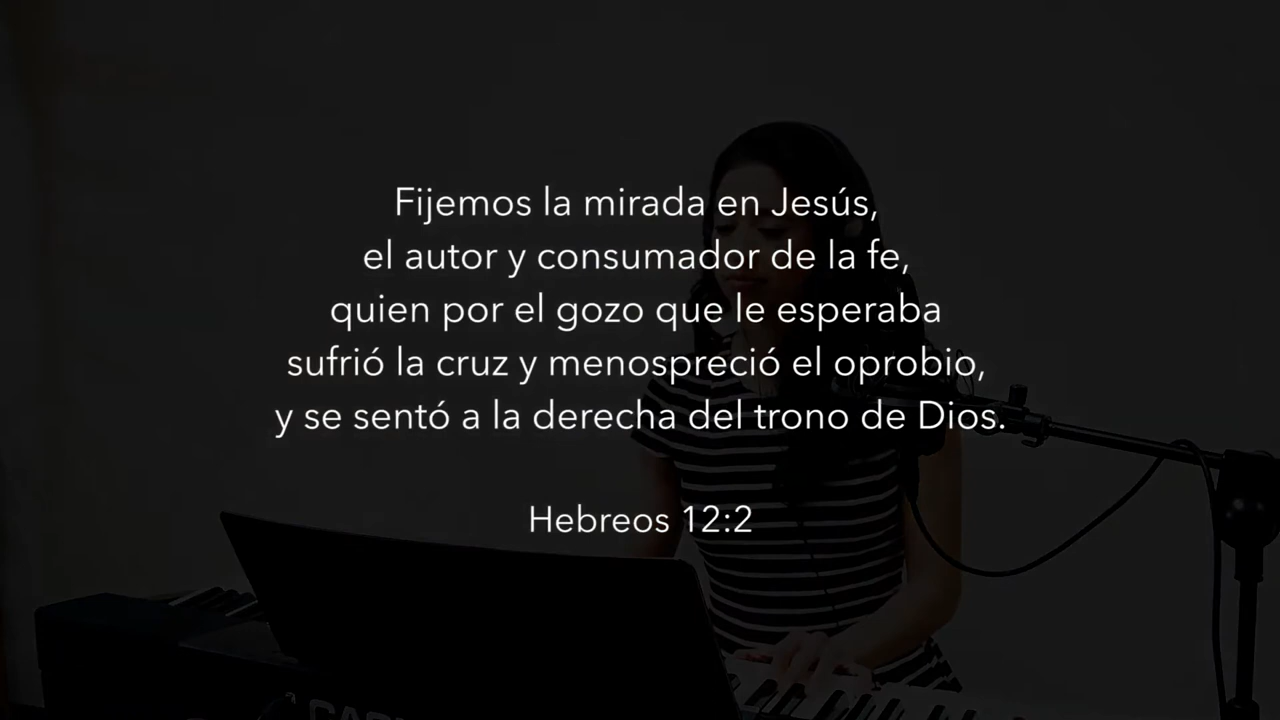 Fijemos la mirada en Jesús,
el autor y consumador de la fe,
quien por el gozo que le esperaba
sufrió la cruz y menospreció el oprobio,
y se sentó a la derecha del trono de Dios.
Hebreos 12:2